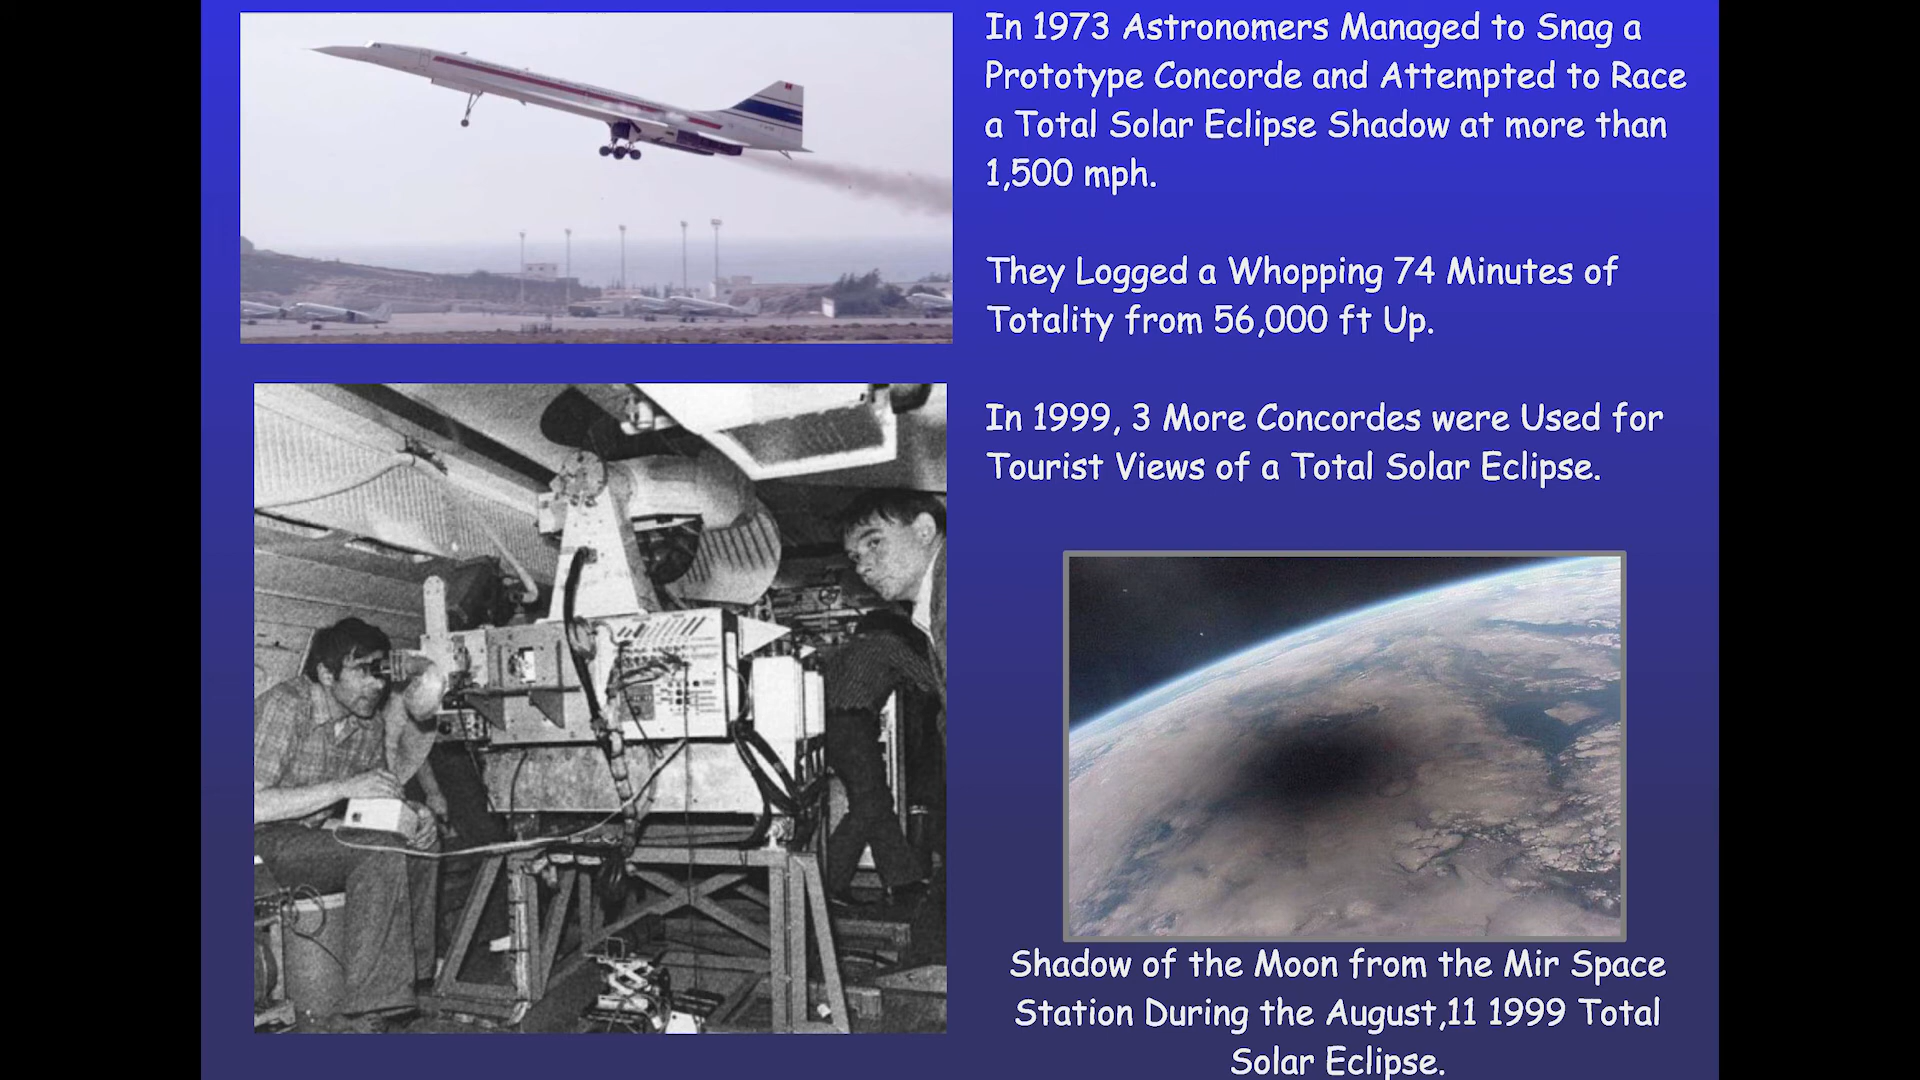 In 1973 Astronomers Managed to Snag a
Prototype Concorde and Attempted to Race
a Total Solar Eclipse Shadow at more than
1,500 mph.
They Logged a Whopping 74 Minutes of
Totality from 56,000 ft Up.
In 1999, 3 More Concordes were Used for
Tourist Views of a Total Solar Eclipse.
Shadow of the Moon from the Mir Space
Station During the August,11 1999 Total
Solar Eclipse.